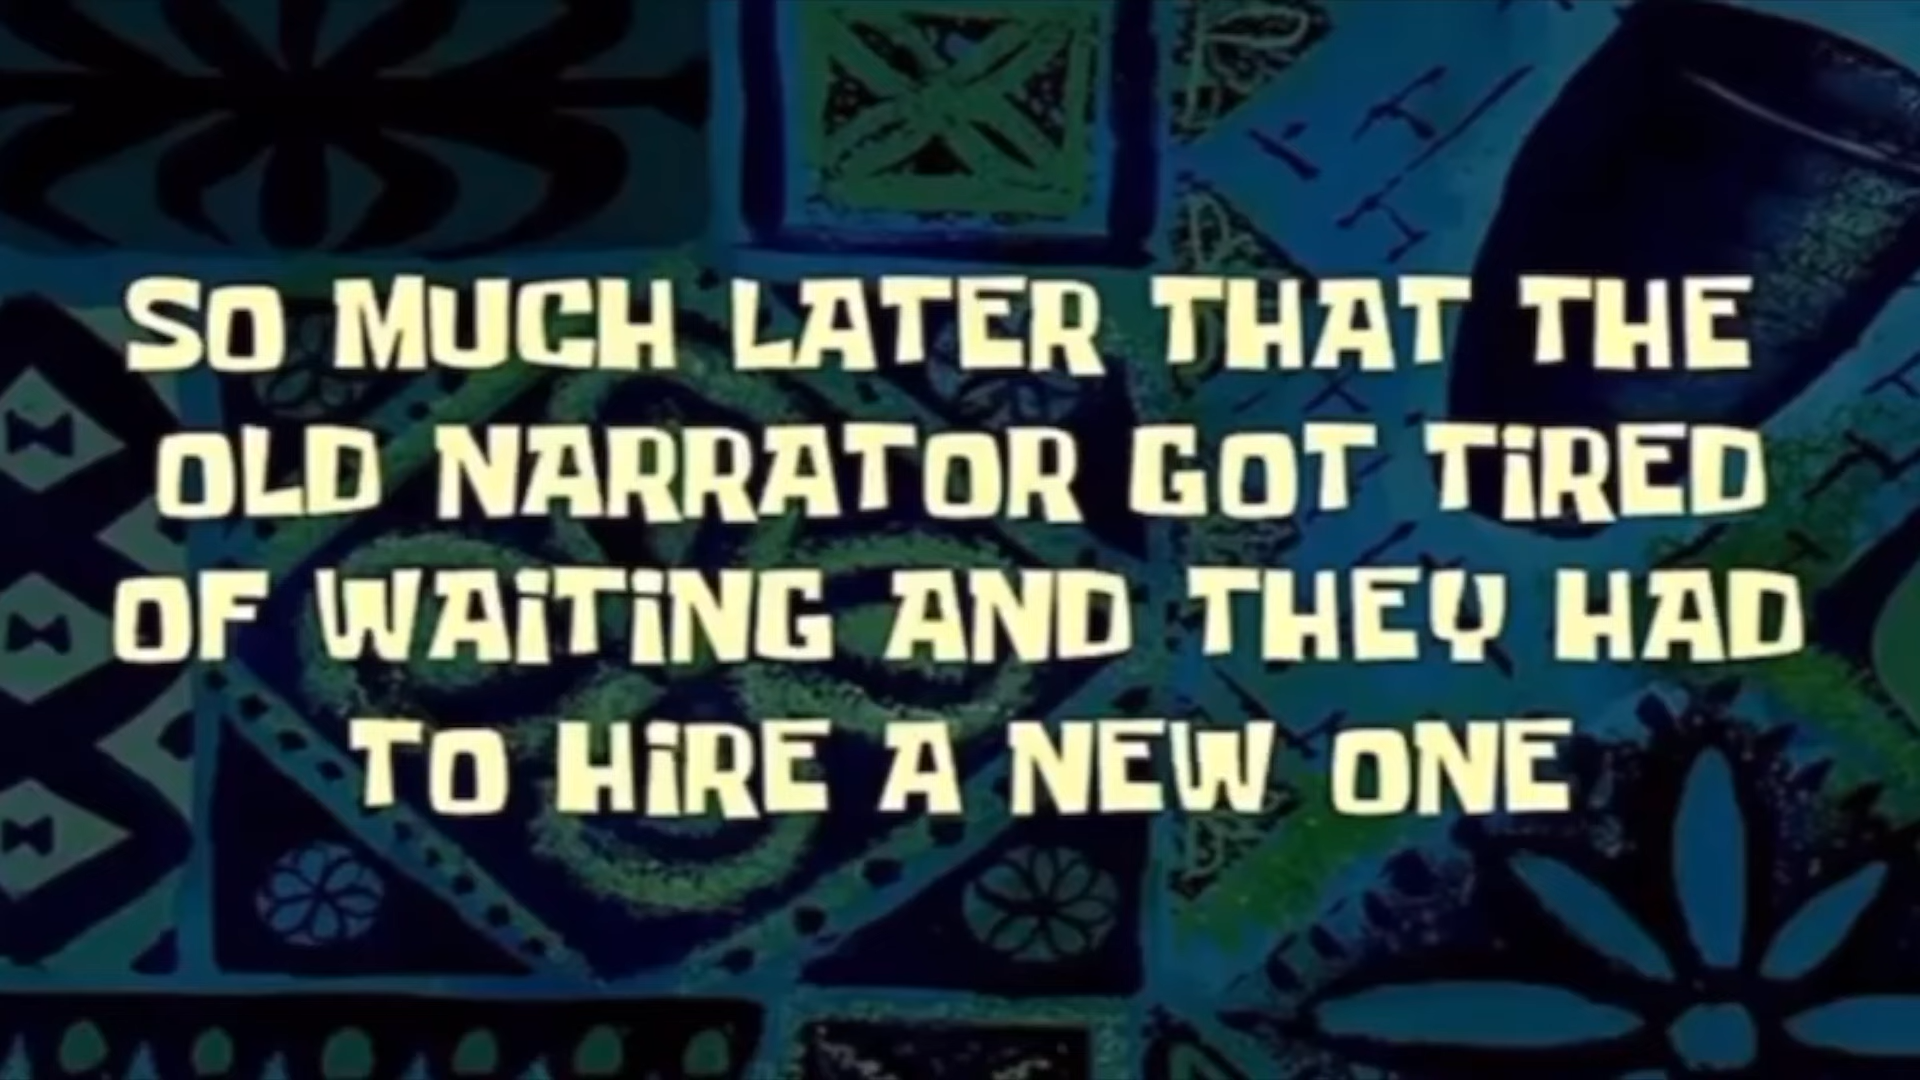 SO MUCH LATER THAT THE
OLD NARRATOR GOT TiRED
OF WAiTiNG AND THEY HAD
TO HiRE A NEW ONE